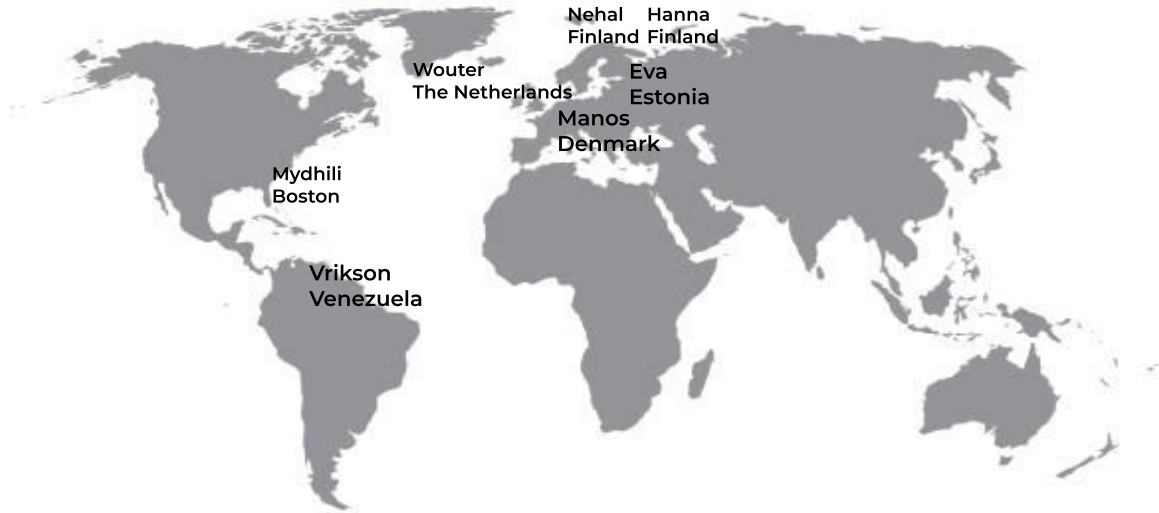 Nehal
Finland
Hanna
Finland
Wouter
The Netherlands
Eva
Estonia
Manos
Denmark
Mydhili
Boston
Vrikson
Venezuela